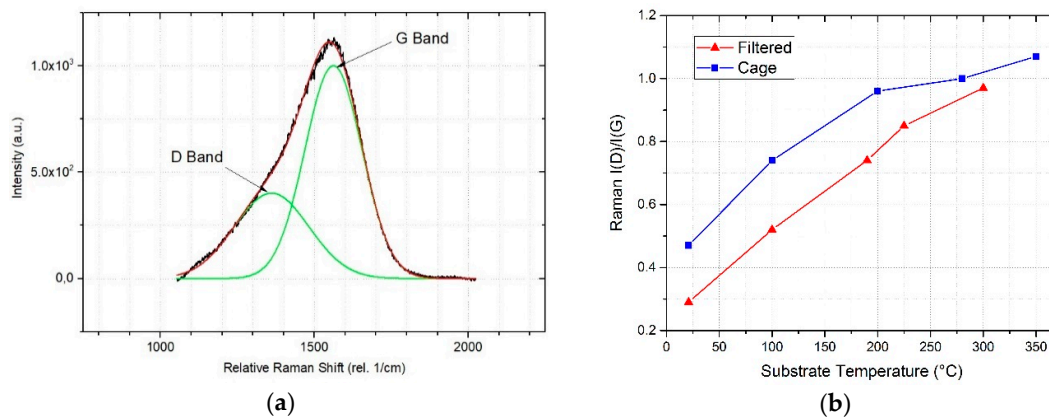 G Band
D Band
1.0x10³
5.0x10²
0,0
Intensity (a.u.)
1000
1500
2000
Relative Raman Shift (rel. 1/cm)
(a)
Filtered
Cage
1.2
1.0
0.8
0.6
0.4
0.2
Raman I(D)/I(G)
0 50 100 150 200 250 300 350
Substrate Temperature (°C)
(b)